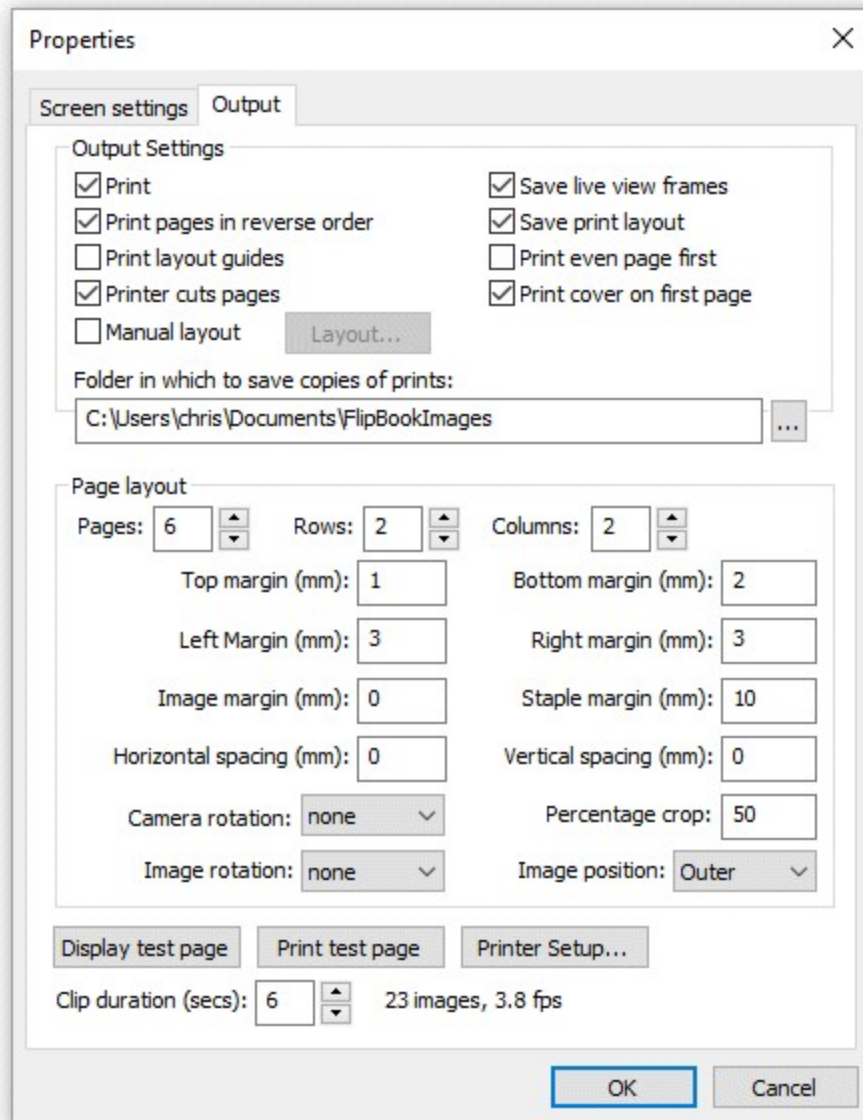 Properties
Screen settings Output
Output Settings
Print Save live view frames
Print pages in reverse order Save print layout
Print layout guides Print even page first
Printer cuts pages Print cover on first page
Manual layout Layout...
Folder in which to save copies of prints:
C:\Users\chris\Documents\FlipBookImages ...
Page layout
Pages: 6 Rows: 2 Columns: 2
Top margin (mm): 1 Bottom margin (mm): 2
Left Margin (mm): 3 Right margin (mm): 3
Image margin (mm): 0 Staple margin (mm): 10
Horizontal spacing (mm): 0 Vertical spacing (mm): 0
Camera rotation: none Percentage crop: 50
Image rotation: none Image position: Outer
Display test page Print test page Printer Setup...
Clip duration (secs): 6 23 images, 3.8 fps
OK Cancel